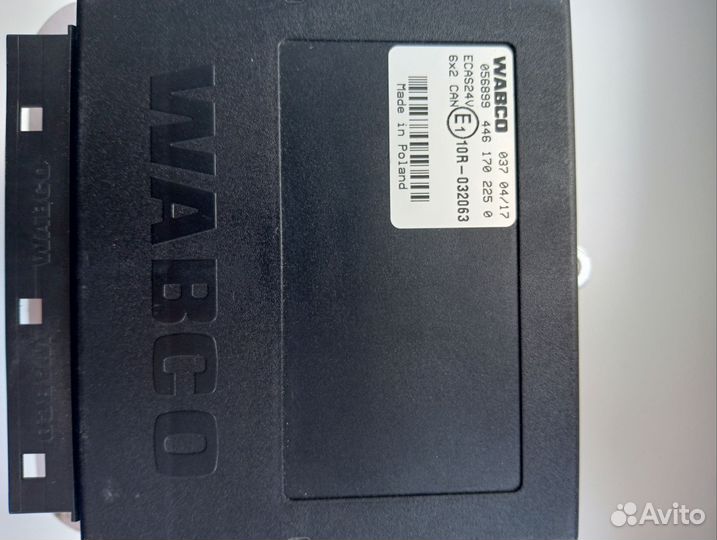 WABCO
WABCO 037 04/17
056899 446 170 225 0
ECAS24V E1 10R-032063
6x2 CAN
Made in Poland
WABCO
Avito